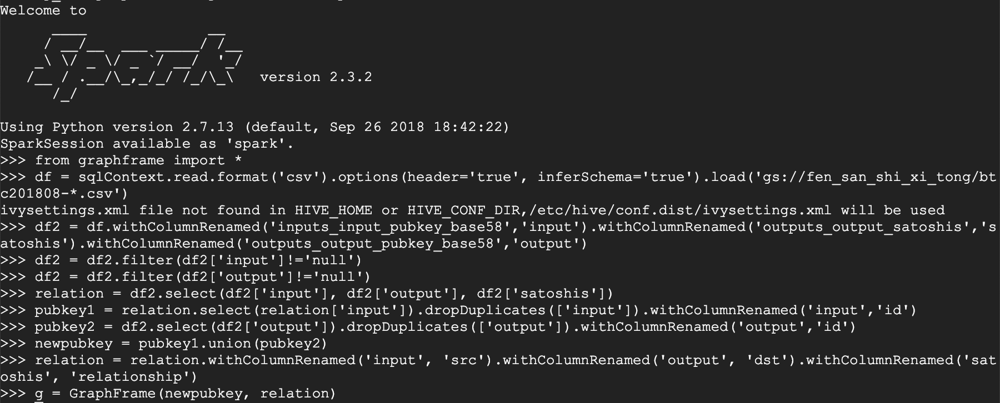 Welcome to
      ____              __
     / __/__  ___ _____/ /__
    _\ \/ _ \/ _ `/ __/  '_/
   /__ / .__/\_,_/_/ /_/\_\   version 2.3.2
      /_/
Using Python version 2.7.13 (default, Sep 26 2018 18:42:22)
SparkSession available as 'spark'.
>>> from graphframe import *
>>> df = sqlContext.read.format('csv').options(header='true', inferSchema='true').load('gs://fen_san_shi_xi_tong/bt
c201808-*.csv')
ivysettings.xml file not found in HIVE_HOME or HIVE_CONF_DIR,/etc/hive/conf.dist/ivysettings.xml will be used
>>> df2 = df.withColumnRenamed('inputs_input_pubkey_base58','input').withColumnRenamed('outputs_output_satoshis','s
atoshis').withColumnRenamed('outputs_output_pubkey_base58','output')
>>> df2 = df2.filter(df2['input']!='null')
>>> df2 = df2.filter(df2['output']!='null')
>>> relation = df2.select(df2['input'], df2['output'], df2['satoshis'])
>>> pubkey1 = relation.select(relation['input']).dropDuplicates(['input']).withColumnRenamed('input','id')
>>> pubkey2 = df2.select(df2['output']).dropDuplicates(['output']).withColumnRenamed('output','id')
>>> newpubkey = pubkey1.union(pubkey2)
>>> relation = relation.withColumnRenamed('input', 'src').withColumnRenamed('output', 'dst').withColumnRenamed('sat
oshis', 'relationship')
>>> g = GraphFrame(newpubkey, relation)